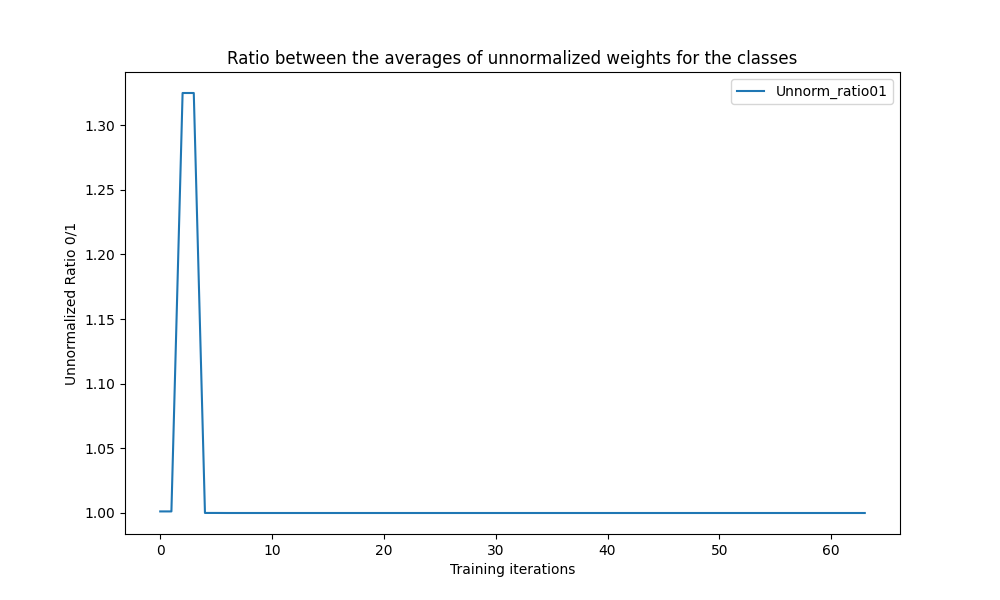 Ratio between the averages of unnormalized weights for the classes
Unnorm_ratio01
1.30
1.25
1.20
1.15
1.10
1.05
1.00
Unnormalized Ratio 0/1
0 10 20 30 40 50 60
Training iterations